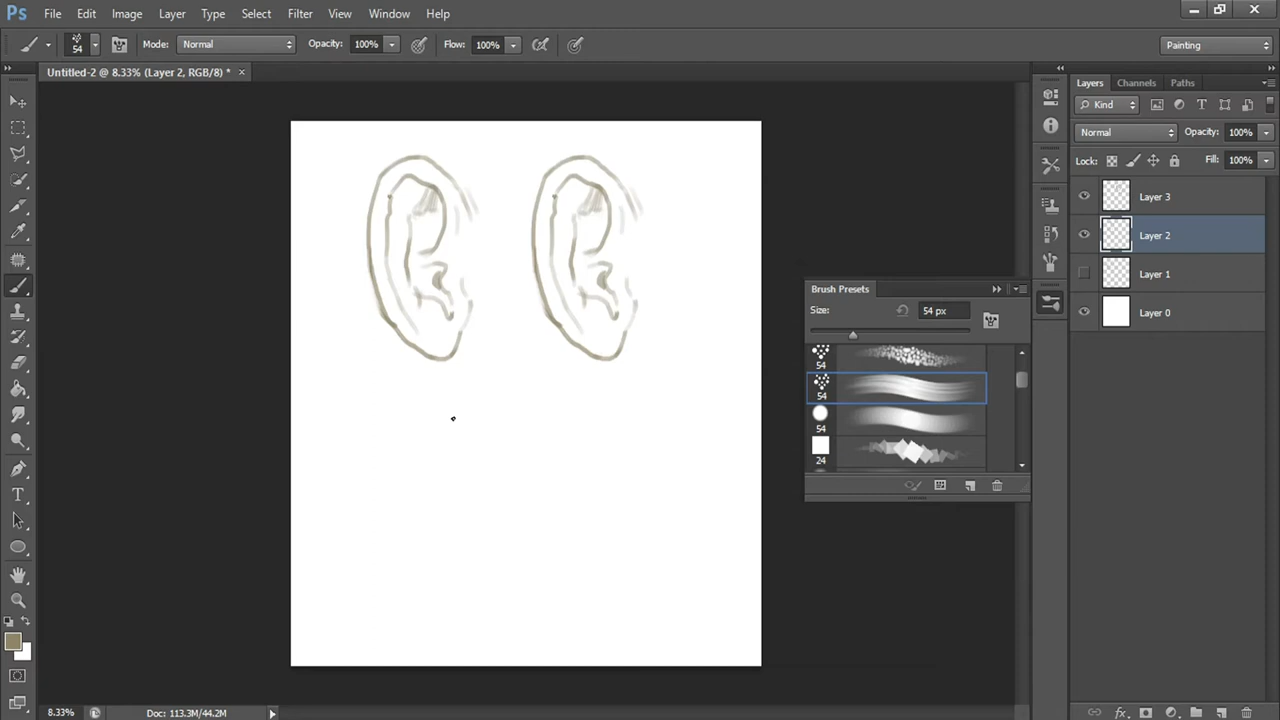 Ps File Edit Image Layer Type Select Filter View Window Help
54 Mode: Normal Opacity: 100% Flow: 100% Painting
Untitled-2 @ 8.33% (Layer 2, RGB/8) * ×
Layers Channels Paths
Kind
Normal Opacity: 100%
Lock: Fill: 100%
Layer 3
Layer 2
Layer 1
Layer 0
Brush Presets
Size: 54 px
54
54
54
24
8.33% Doc: 113.3M/44.2M